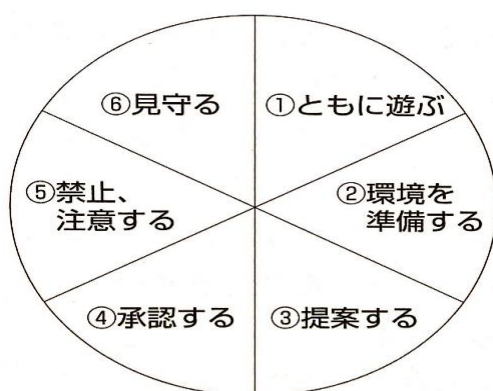 ①ともに遊ぶ
②環境を
準備する
③提案する
④承認する
⑤禁止、
注意する
⑥見守る